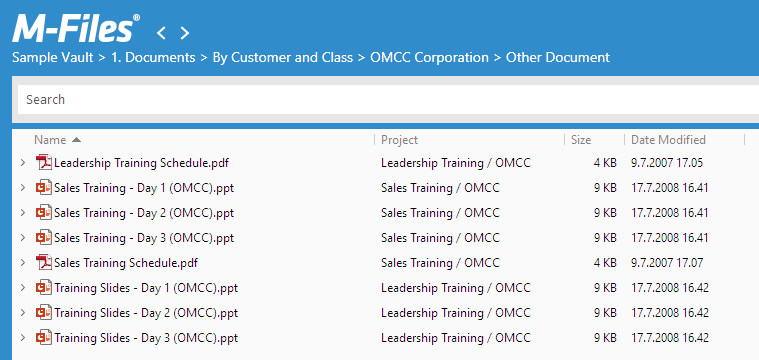 M-Files®
Sample Vault > 1. Documents > By Customer and Class > OMCC Corporation > Other Document
Search
Name Project Size Date Modified
Leadership Training Schedule.pdf Leadership Training / OMCC 4 KB 9.7.2007 17.05
Sales Training - Day 1 (OMCC).ppt Sales Training / OMCC 9 KB 17.7.2008 16.41
Sales Training - Day 2 (OMCC).ppt Sales Training / OMCC 9 KB 17.7.2008 16.41
Sales Training - Day 3 (OMCC).ppt Sales Training / OMCC 9 KB 17.7.2008 16.41
Sales Training Schedule.pdf Sales Training / OMCC 4 KB 9.7.2007 17.07
Training Slides - Day 1 (OMCC).ppt Leadership Training / OMCC 9 KB 17.7.2008 16.42
Training Slides - Day 2 (OMCC).ppt Leadership Training / OMCC 9 KB 17.7.2008 16.42
Training Slides - Day 3 (OMCC).ppt Leadership Training / OMCC 9 KB 17.7.2008 16.42